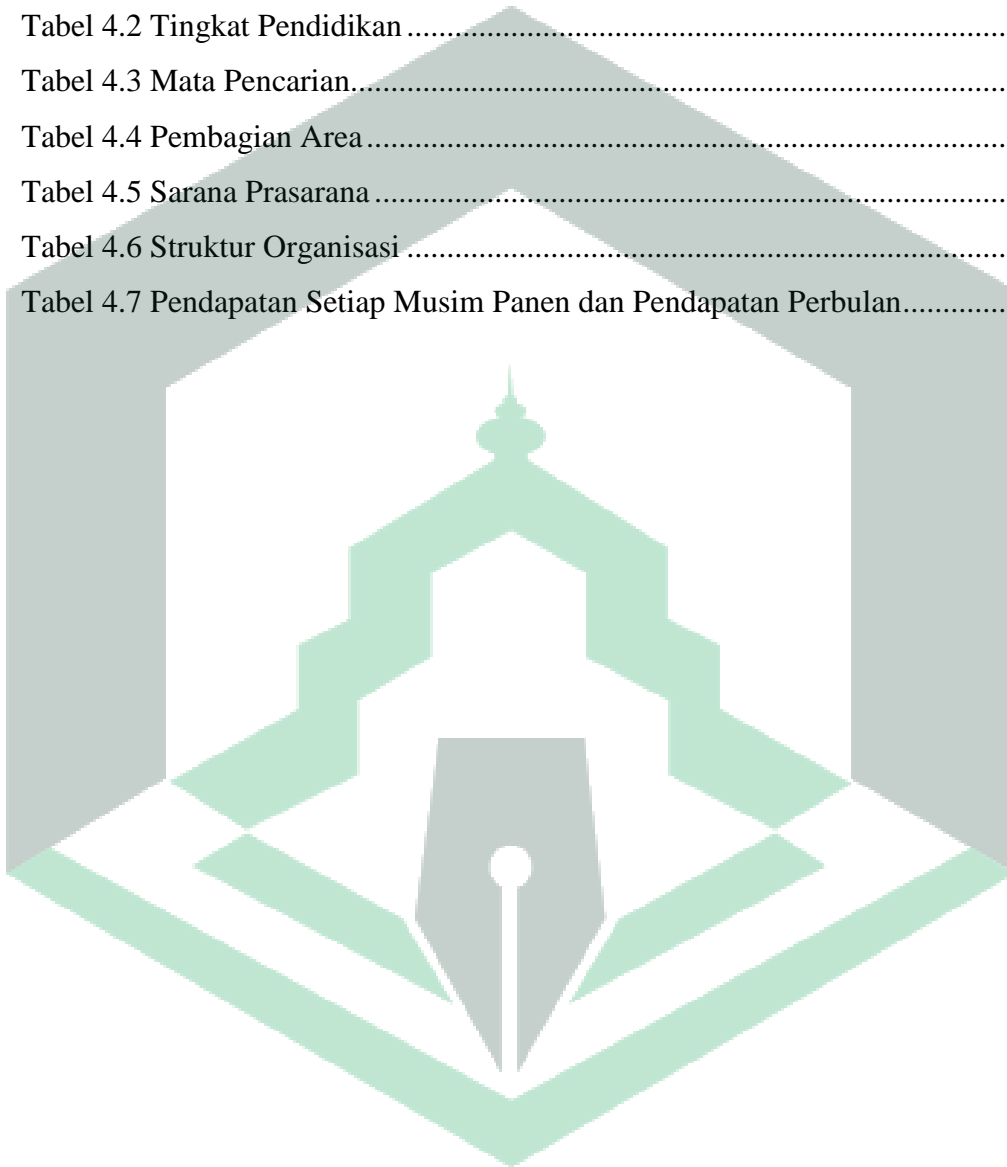 Tabel 4.2 Tingkat Pendidikan ................................................................................
Tabel 4.3 Mata Pencarian.......................................................................................
Tabel 4.4 Pembagian Area .....................................................................................
Tabel 4.5 Sarana Prasarana ....................................................................................
Tabel 4.6 Struktur Organisasi ................................................................................
Tabel 4.7 Pendapatan Setiap Musim Panen dan Pendapatan Perbulan.............